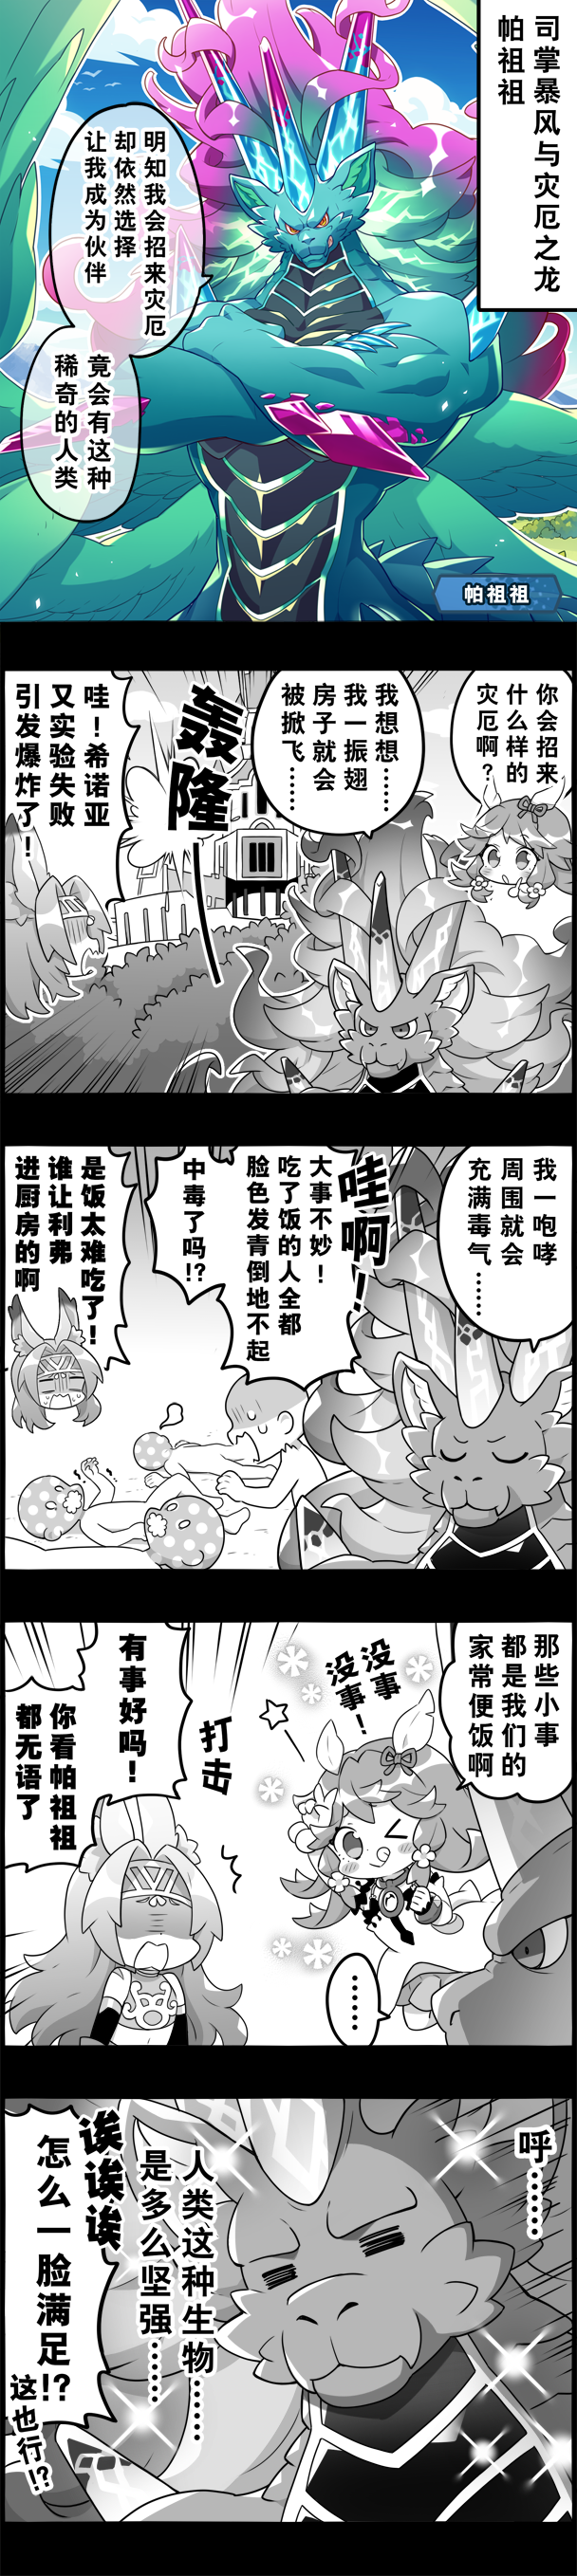 司掌暴风与灾厄之龙
帕祖祖
明知我会招来灾厄
却依然选择
让我成为伙伴
竟会有这种
稀奇的人类
帕祖祖
你会招来
什么样的
灾厄啊？
我想想……
我一振翅
房子就会
被掀飞……
轰隆——
哇！希诺亚
又实验失败
引发爆炸了！
我一咆哮
周围就会
充满毒气……
哇啊！
大事不妙！
吃了饭的人全都
脸色发青倒地不起
中毒了吗!?
是饭太难吃了！
谁让利弗
进厨房的啊
那些小事
都是我们的
家常便饭啊
没事
没事！
……
打击
有事好吗！
你看帕祖祖
都无语了
呼……
人类这种生物……
是多么坚强……
诶诶诶
怎么一脸满足!?
这也行!?